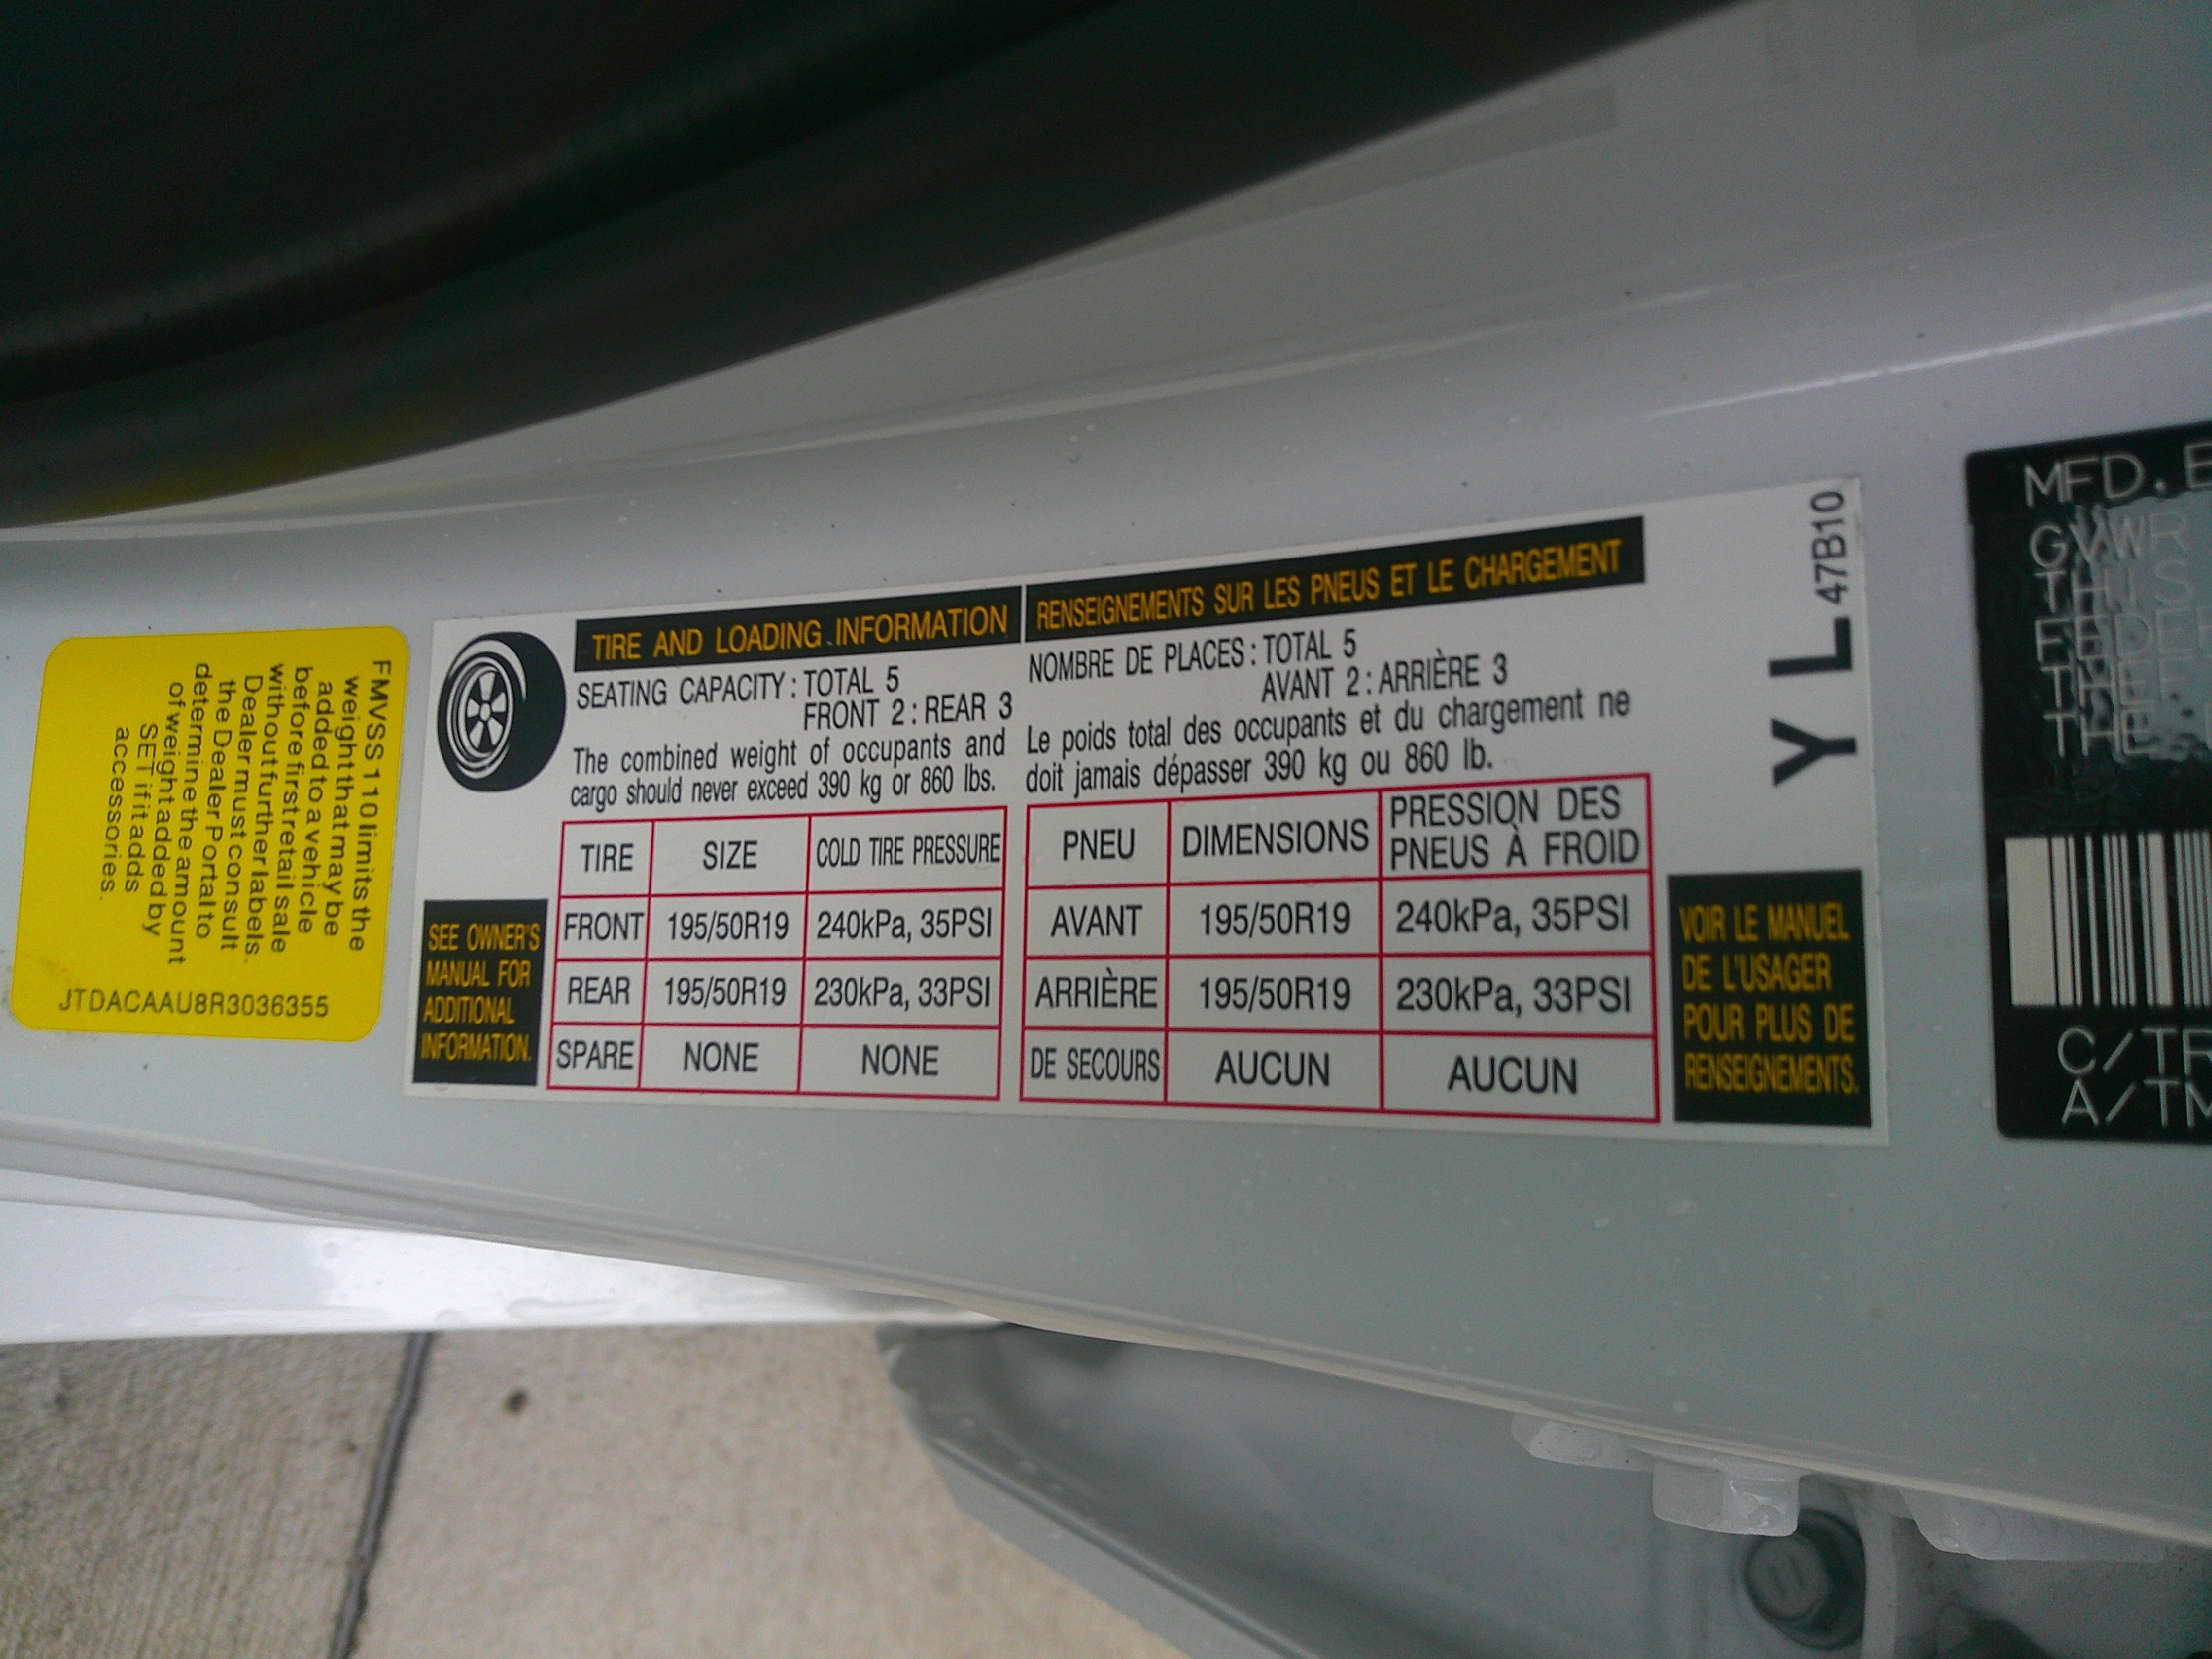 FMVSS 110 limits the
weight that may be
added to a vehicle
before first retail sale
without further labels.
Dealer must consult
the Dealer Portal to
determine the amount
of weight added by
SET if it adds
accessories.
JTDACAAU8R3036355
TIRE AND LOADING INFORMATION
SEATING CAPACITY : TOTAL 5
FRONT 2 : REAR 3
The combined weight of occupants and
cargo should never exceed 390 kg or 860 lbs.
TIRE SIZE COLD TIRE PRESSURE
FRONT 195/50R19 240kPa, 35PSI
REAR 195/50R19 230kPa, 33PSI
SPARE NONE NONE
SEE OWNER'S
MANUAL FOR
ADDITIONAL
INFORMATION.
RENSEIGNEMENTS SUR LES PNEUS ET LE CHARGEMENT
NOMBRE DE PLACES : TOTAL 5
AVANT 2 : ARRIÈRE 3
Le poids total des occupants et du chargement ne
doit jamais dépasser 390 kg ou 860 lb.
PNEU DIMENSIONS PRESSION DES
PNEUS À FROID
AVANT 195/50R19 240kPa, 35PSI
ARRIÈRE 195/50R19 230kPa, 33PSI
DE SECOURS AUCUN AUCUN
VOIR LE MANUEL
DE L'USAGER
POUR PLUS DE
RENSEIGNEMENTS.
Y L 47B10
MFD.
GVWR
THE
C/TR
A/TM